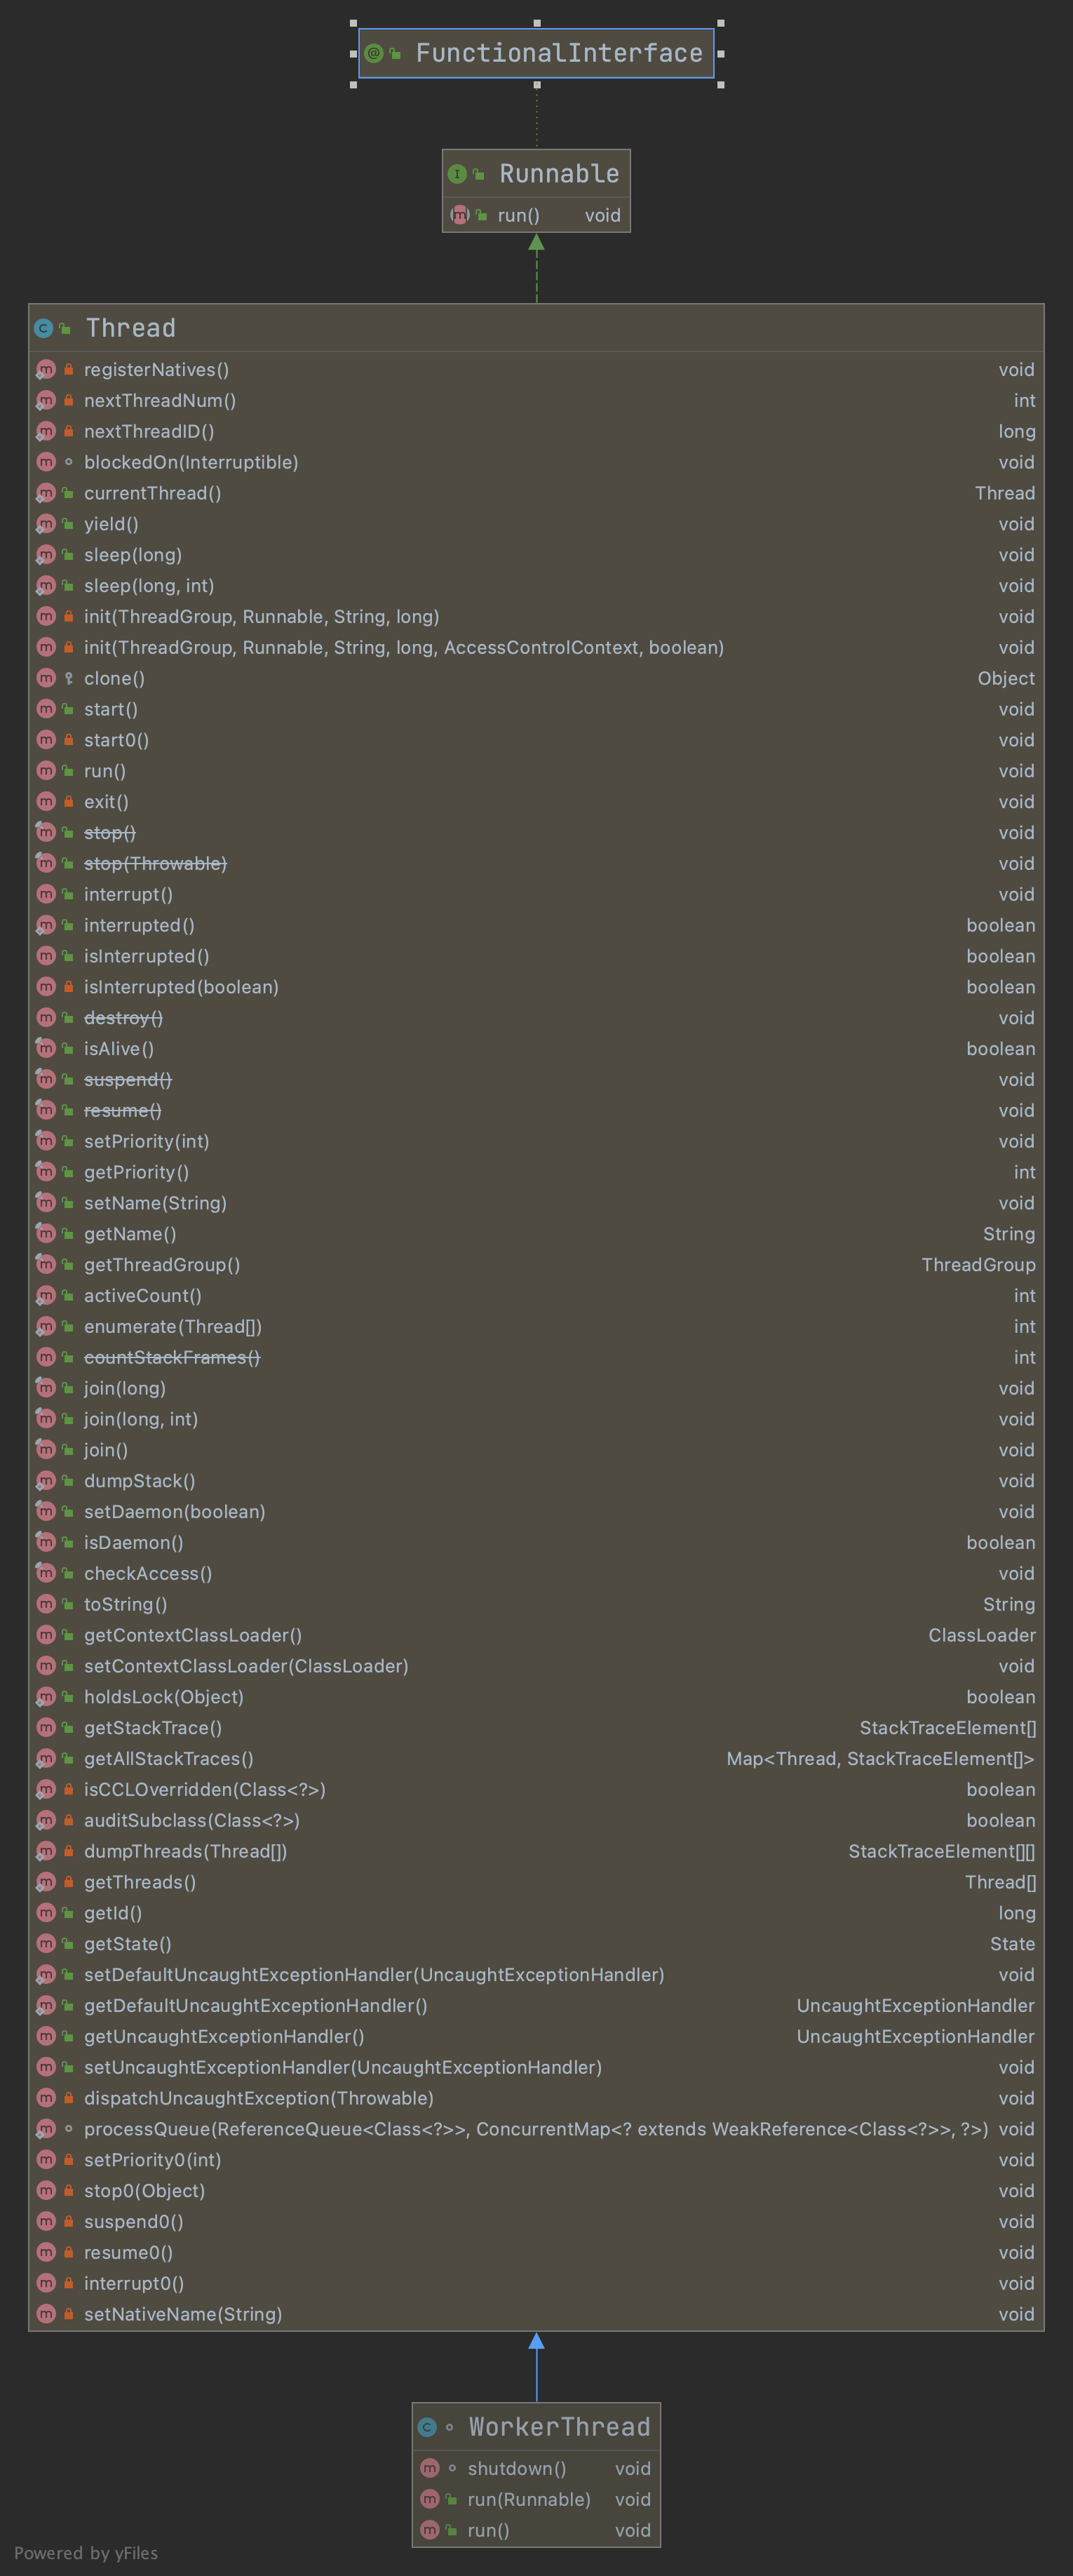 FunctionalInterface
Runnable
run() void
Thread
registerNatives() void
nextThreadNum() int
nextThreadID() long
blockedOn(Interruptible) void
currentThread() Thread
yield() void
sleep(long) void
sleep(long, int) void
init(ThreadGroup, Runnable, String, long) void
init(ThreadGroup, Runnable, String, long, AccessControlContext, boolean) void
clone() Object
start() void
start0() void
run() void
exit() void
stop() void
stop(Throwable) void
interrupt() void
interrupted() boolean
isInterrupted() boolean
isInterrupted(boolean) boolean
destroy() void
isAlive() boolean
suspend() void
resume() void
setPriority(int) void
getPriority() int
setName(String) void
getName() String
getThreadGroup() ThreadGroup
activeCount() int
enumerate(Thread[]) int
countStackFrames() int
join(long) void
join(long, int) void
join() void
dumpStack() void
setDaemon(boolean) void
isDaemon() boolean
checkAccess() void
toString() String
getContextClassLoader() ClassLoader
setContextClassLoader(ClassLoader) void
holdsLock(Object) boolean
getStackTrace() StackTraceElement[]
getAllStackTraces() Map<Thread, StackTraceElement[]>
isCCLOverridden(Class<?>) boolean
auditSubclass(Class<?>) boolean
dumpThreads(Thread[]) StackTraceElement[][]
getThreads() Thread[]
getId() long
getState() State
setDefaultUncaughtExceptionHandler(UncaughtExceptionHandler) void
getDefaultUncaughtExceptionHandler() UncaughtExceptionHandler
getUncaughtExceptionHandler() UncaughtExceptionHandler
setUncaughtExceptionHandler(UncaughtExceptionHandler) void
dispatchUncaughtException(Throwable) void
processQueue(ReferenceQueue<Class<?>>, ConcurrentMap<? extends WeakReference<Class<?>>, ?>) void
setPriority0(int) void
stop0(Object) void
suspend0() void
resume0() void
interrupt0() void
setNativeName(String) void
WorkerThread
shutdown() void
run(Runnable) void
run() void
Powered by yFiles